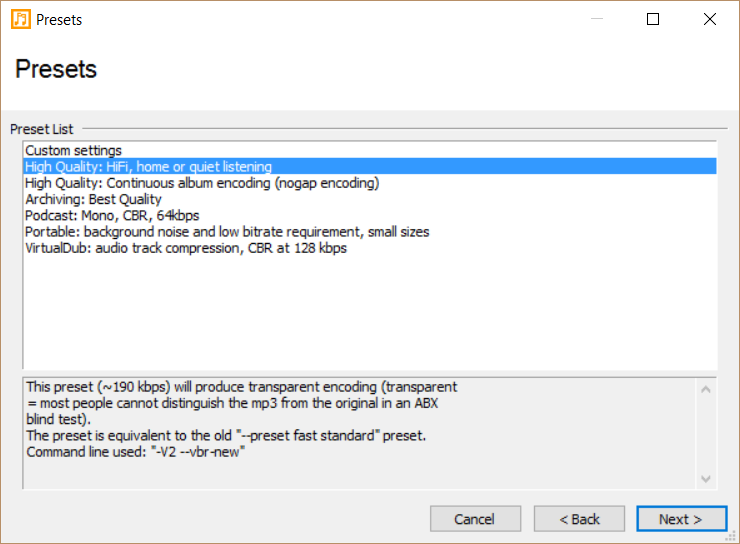 Presets
Presets
Preset List
Custom settings
High Quality: HiFi, home or quiet listening
High Quality: Continuous album encoding (nogap encoding)
Archiving: Best Quality
Podcast: Mono, CBR, 64kbps
Portable: background noise and low bitrate requirement, small sizes
VirtualDub: audio track compression, CBR at 128 kbps
This preset (~190 kbps) will produce transparent encoding (transparent
= most people cannot distinguish the mp3 from the original in an ABX
blind test).
The preset is equivalent to the old "--preset fast standard" preset.
Command line used: "-V2 --vbr-new"
Cancel
< Back
Next >